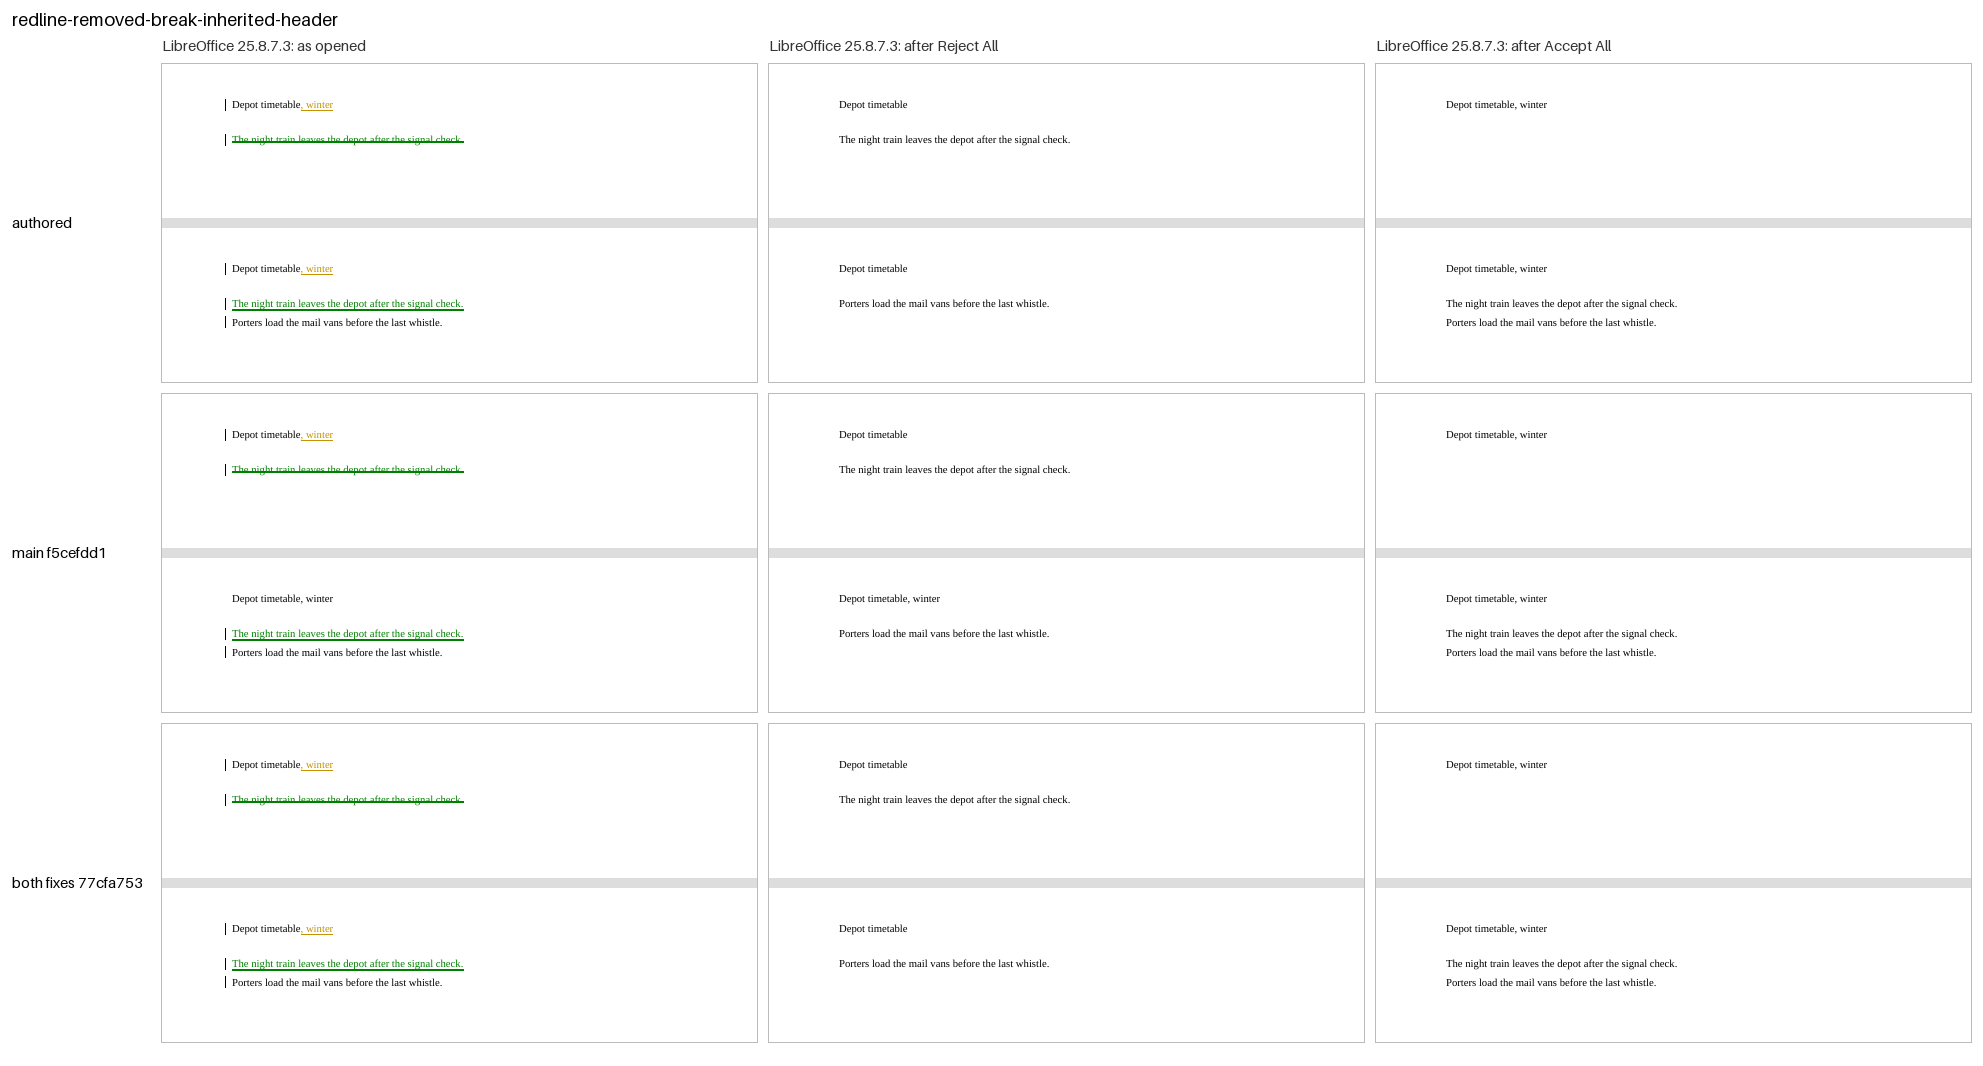 redline-removed-break-inherited-header
LibreOffice 25.8.7.3: as opened
LibreOffice 25.8.7.3: after Reject All
LibreOffice 25.8.7.3: after Accept All
authored
Depot timetable, winter
The night train leaves the depot after the signal check.
Depot timetable, winter
The night train leaves the depot after the signal check.
Porters load the mail vans before the last whistle.
Depot timetable
The night train leaves the depot after the signal check.
Depot timetable
Porters load the mail vans before the last whistle.
Depot timetable, winter
Depot timetable, winter
The night train leaves the depot after the signal check.
Porters load the mail vans before the last whistle.
main f5cefdd1
Depot timetable, winter
The night train leaves the depot after the signal check.
Depot timetable, winter
The night train leaves the depot after the signal check.
Porters load the mail vans before the last whistle.
Depot timetable
The night train leaves the depot after the signal check.
Depot timetable, winter
Porters load the mail vans before the last whistle.
Depot timetable, winter
Depot timetable, winter
The night train leaves the depot after the signal check.
Porters load the mail vans before the last whistle.
both fixes 77cfa753
Depot timetable, winter
The night train leaves the depot after the signal check.
Depot timetable, winter
The night train leaves the depot after the signal check.
Porters load the mail vans before the last whistle.
Depot timetable
The night train leaves the depot after the signal check.
Depot timetable
Porters load the mail vans before the last whistle.
Depot timetable, winter
Depot timetable, winter
The night train leaves the depot after the signal check.
Porters load the mail vans before the last whistle.